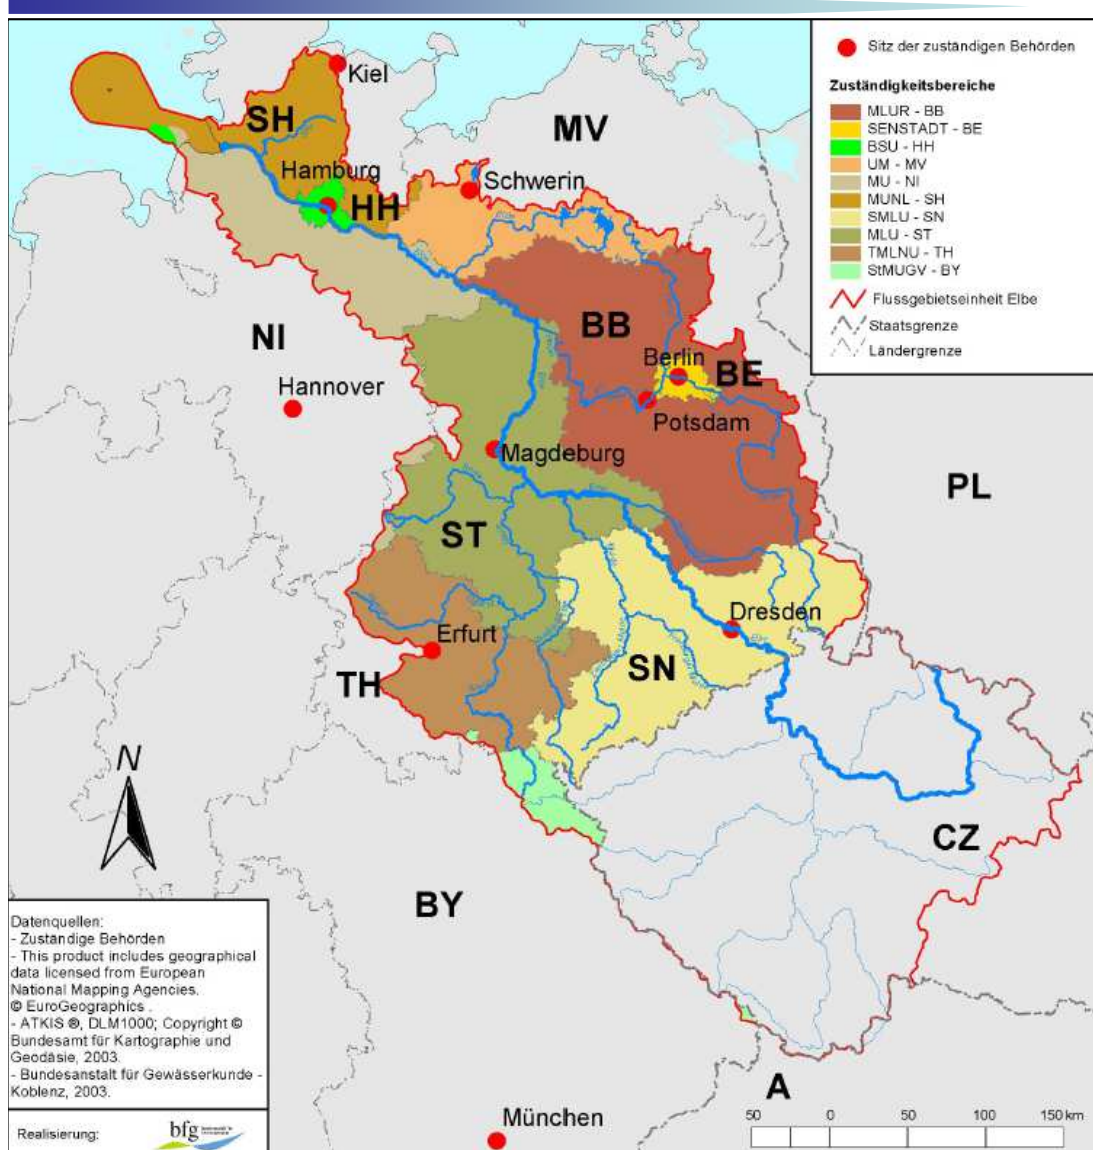 Sitz der zuständigen Behörden
Zuständigkeitsbereiche
MLUR - BB
SENSTADT - BE
BSU - HH
UM - MV
MU - NI
MUNL - SH
SMLU - SN
MLU - ST
TMLNU - TH
StMUGV - BY
Flussgebietseinheit Elbe
Staatsgrenze
Ländergrenze
Kiel
SH
MV
Hamburg
HH
Schwerin
NI
BB
Berlin
BE
Hannover
Potsdam
Magdeburg
PL
ST
Dresden
Erfurt
SN
TH
N
CZ
BY
A
München
Datenquellen:
- Zuständige Behörden
- This product includes geographical
data licensed from European
National Mapping Agencies.
© EuroGeographics .
- ATKIS ®, DLM1000; Copyright ©
Bundesamt für Kartographie und
Geodäsie, 2003.
- Bundesanstalt für Gewässerkunde -
Koblenz, 2003.
Realisierung:
bfg
50 0 50 100 150 km